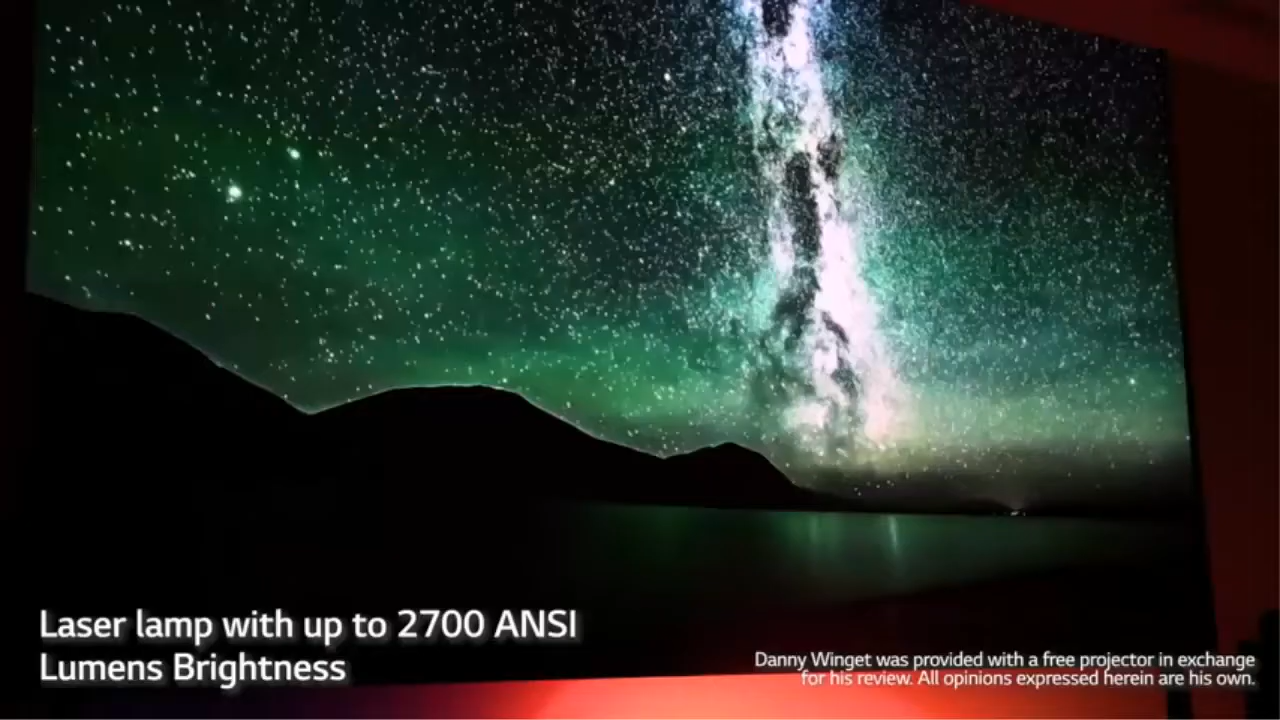 Laser lamp with up to 2700 ANSI
Lumens Brightness
Danny Winget was provided with a free projector in exchange
for his review. All opinions expressed herein are his own.